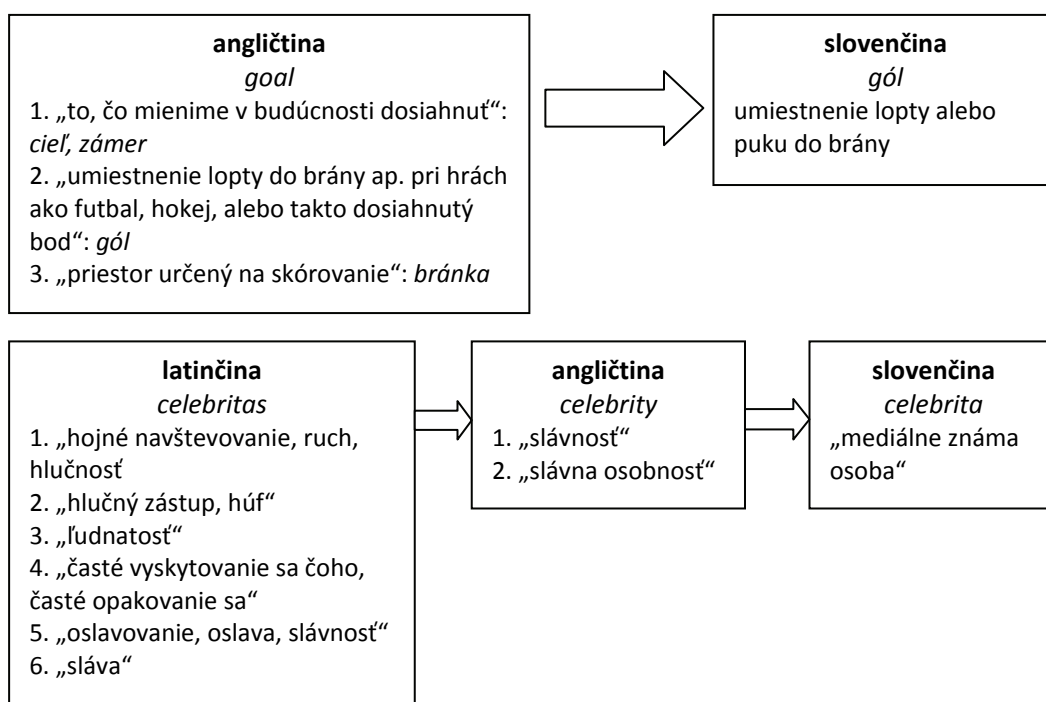 angličtina
goal
1. „to, čo mienime v budúcnosti dosiahnuť“:
cieľ, zámer
2. „umiestnenie lopty do brány ap. pri hrách
ako futbal, hokej, alebo takto dosiahnutý
bod“: gól
3. „priestor určený na skórovanie“: bránka
slovenčina
gól
umiestnenie lopty alebo
puku do brány
latinčina
celebritas
1. „hojné navštevovanie, ruch,
hlučnosť
2. „hlučný zástup, húf“
3. „ľudnatosť“
4. „časté vyskytovanie sa čoho,
časté opakovanie sa“
5. „oslavovanie, oslava, slávnosť“
6. „sláva“
angličtina
celebrity
1. „slávnosť“
2. „slávna osobnosť“
slovenčina
celebrita
„mediálne známa
osoba“